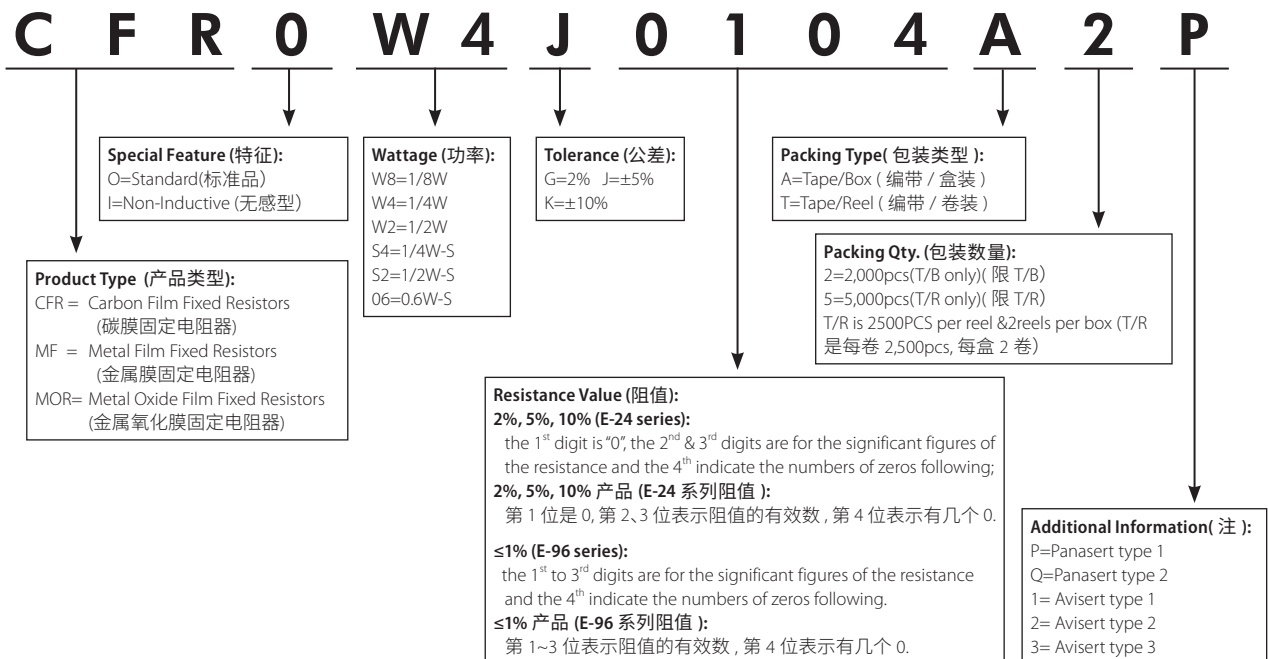 C F R 0 W 4 J 0 1 0 4 A 2 P
Special Feature (特征):
O=Standard(标准品)
I=Non-Inductive (无感型)
Wattage (功率):
W8=1/8W
W4=1/4W
W2=1/2W
S4=1/4W-S
S2=1/2W-S
06=0.6W-S
Tolerance (公差):
G=2% J=±5%
K=±10%
Packing Type( 包装类型 ):
A=Tape/Box ( 编带 / 盒装 )
T=Tape/Reel ( 编带 / 卷装 )
Packing Qty. (包装数量):
2=2,000pcs(T/B only)( 限 T/B)
5=5,000pcs(T/R only)( 限 T/R)
T/R is 2500PCS per reel &2reels per box (T/R
是每卷 2,500pcs, 每盒 2 卷)
Product Type (产品类型):
CFR = Carbon Film Fixed Resistors
(碳膜固定电阻器)
MF = Metal Film Fixed Resistors
(金属膜固定电阻器)
MOR= Metal Oxide Film Fixed Resistors
(金属氧化膜固定电阻器)
Resistance Value (阻值):
2%, 5%, 10% (E-24 series):
the 1st digit is "0", the 2nd & 3rd digits are for the significant figures of
the resistance and the 4th indicate the numbers of zeros following;
2%, 5%, 10% 产品 (E-24 系列阻值 ):
第 1 位是 0, 第 2、3 位表示阻值的有效数 , 第 4 位表示有几个 0.
≤1% (E-96 series):
the 1st to 3rd digits are for the significant figures of the resistance
and the 4th indicate the numbers of zeros following.
≤1% 产品 (E-96 系列阻值 ):
第 1~3 位表示阻值的有效数 , 第 4 位表示有几个 0.
Additional Information( 注 ):
P=Panasert type 1
Q=Panasert type 2
1= Avisert type 1
2= Avisert type 2
3= Avisert type 3